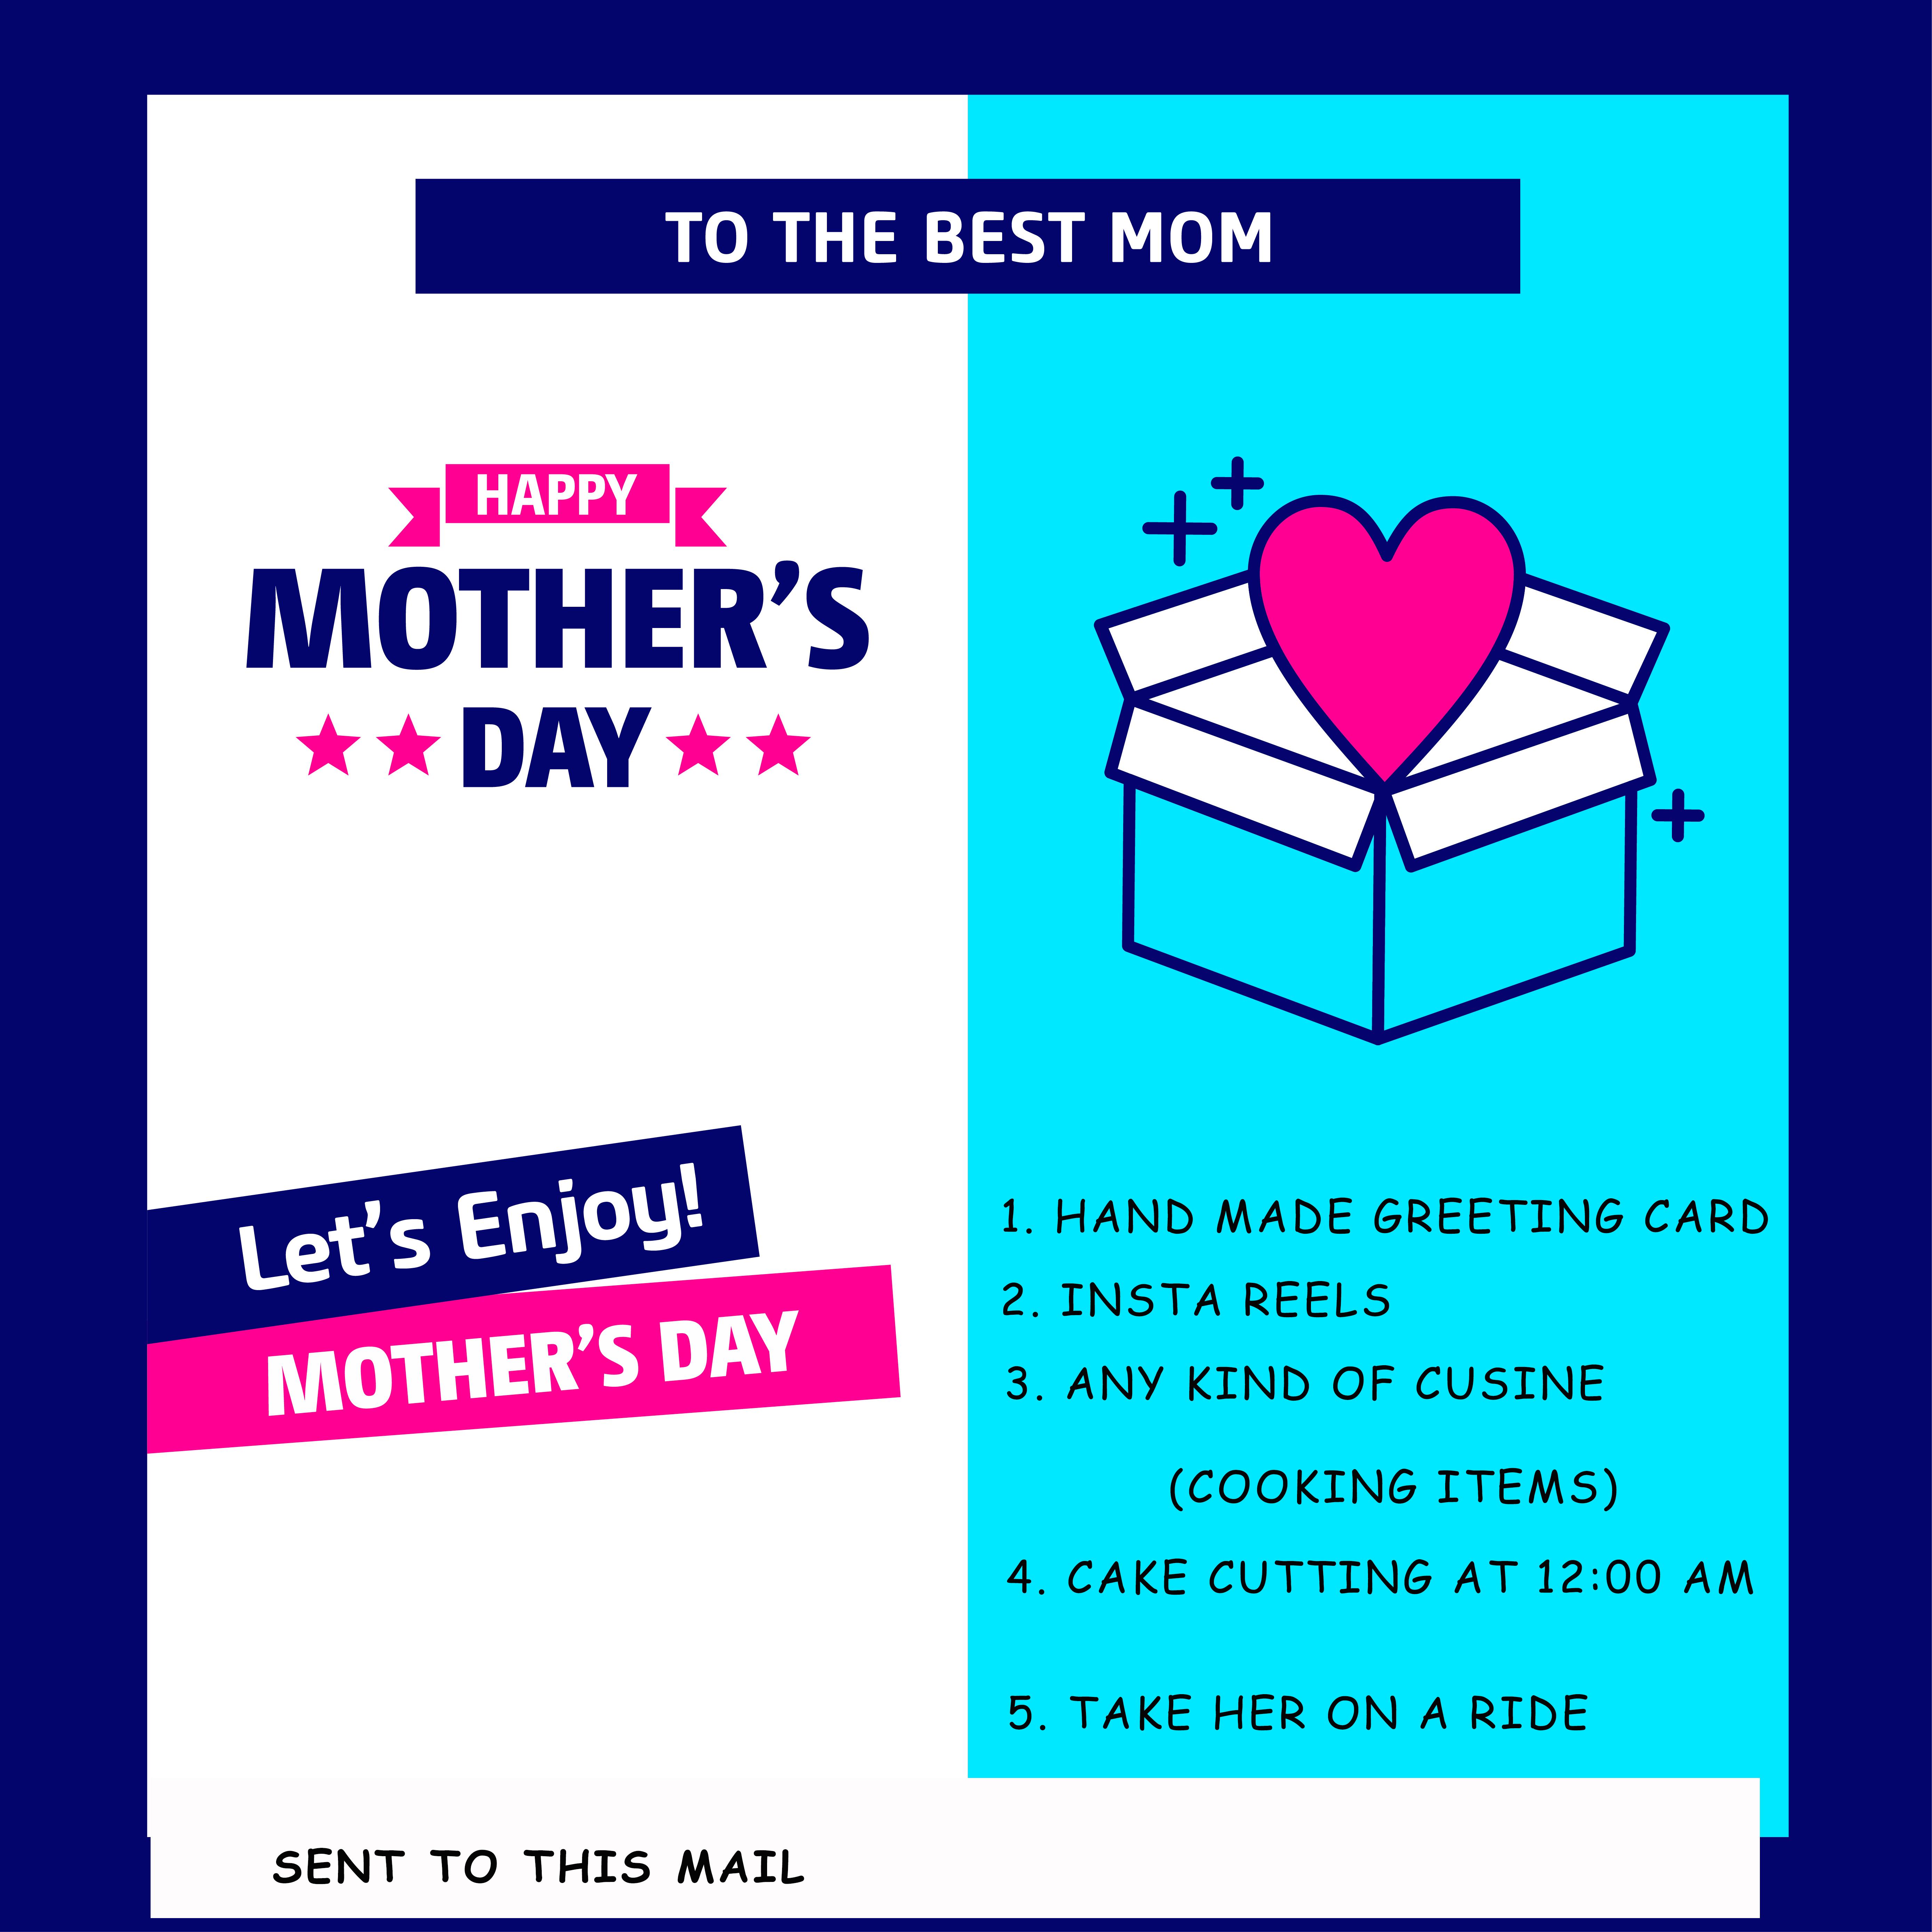 TO THE BEST MOM
HAPPY
MOTHER’S
DAY
Let’s Enjoy!
MOTHER’S DAY
1. HAND MADE GREETING CARD
2. INSTA REELS
3. ANY KIND OF CUSINE
(COOKING ITEMS)
4. CAKE CUTTING AT 12:00 AM
5. TAKE HER ON A RIDE
SENT TO THIS MAIL